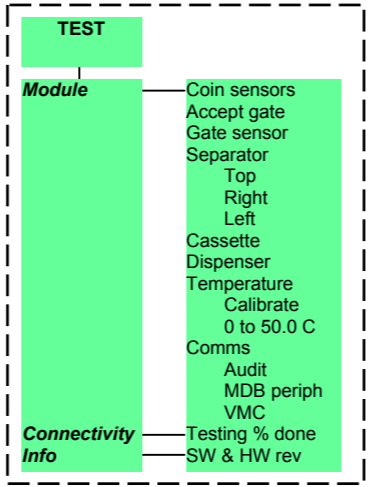 TEST
Module
Coin sensors
Accept gate
Gate sensor
Separator
Top
Right
Left
Cassette
Dispenser
Temperature
Calibrate
0 to 50.0 C
Comms
Audit
MDB periph
VMC
Connectivity Testing % done
Info SW & HW rev